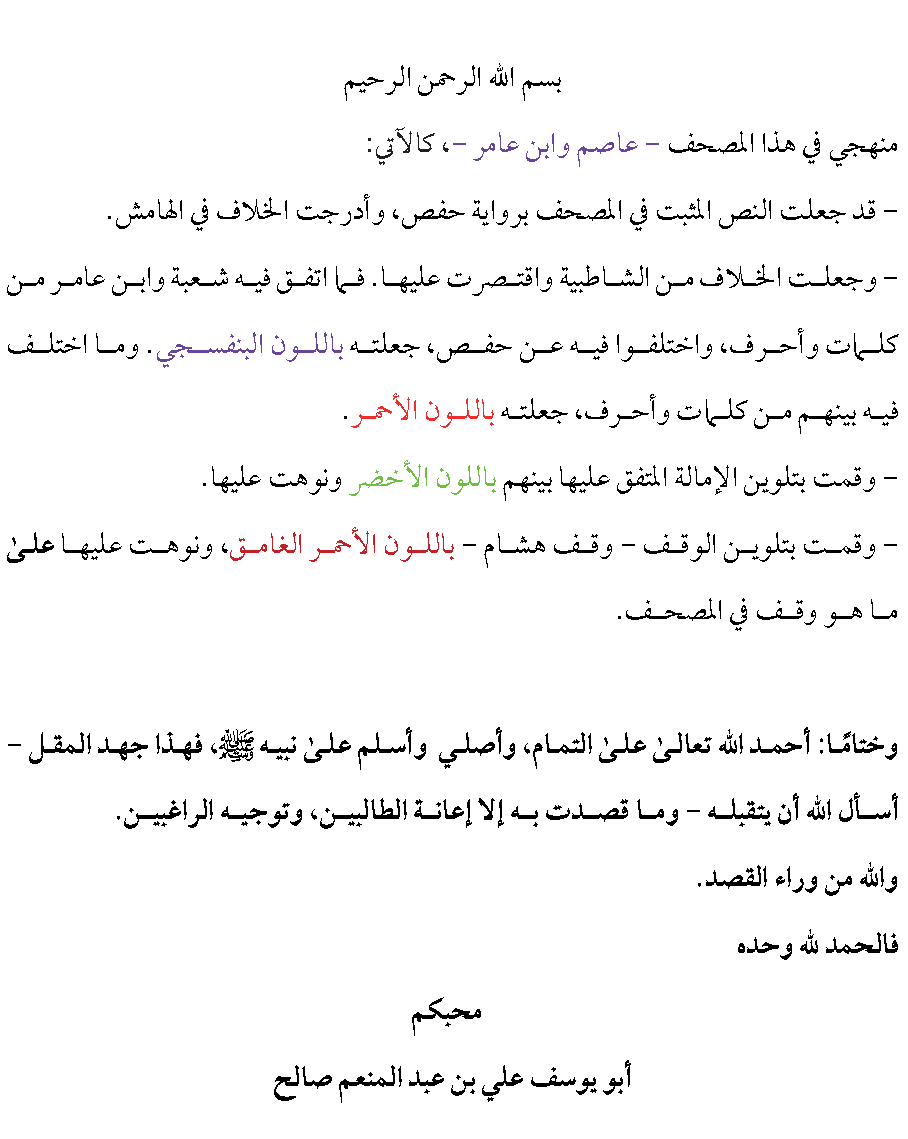 بسم الله الرحمن الرحيم
منهجي في هذا المصحف – عاصم وابن عامر –، كالآتي:
– قد جعلت النص المثبت في المصحف برواية حفص، وأدرجت الخلاف في الهامش.
– وجعلت الخلاف من الشاطبية واقتصرت عليها. فما اتفق فيه شعبة وابن عامر من
كلمات وأحرف، واختلفوا فيه عن حفص، جعلته باللون البنفسجي. وما اختلف
فيه بينهم من كلمات وأحرف، جعلته باللون الأحمر.
– وقمت بتلوين الإمالة المتفق عليها بينهم باللون الأخضر ونوهت عليها.
– وقمت بتلوين الوقف – وقف هشام – باللون الأحمر الغامق، ونوهت عليها علىٰ
ما هو وقف في المصحف.
وختامًا: أحمد الله تعالىٰ علىٰ التمام، وأصلي وأسلم علىٰ نبيه ﷺ، فهذا جهد المقل –
أسأل الله أن يتقبله – وما قصدت به إلا إعانة الطالبين، وتوجيه الراغبين.
والله من وراء القصد.
فالحمد لله وحده
محبكم
أبو يوسف علي بن عبد المنعم صالح